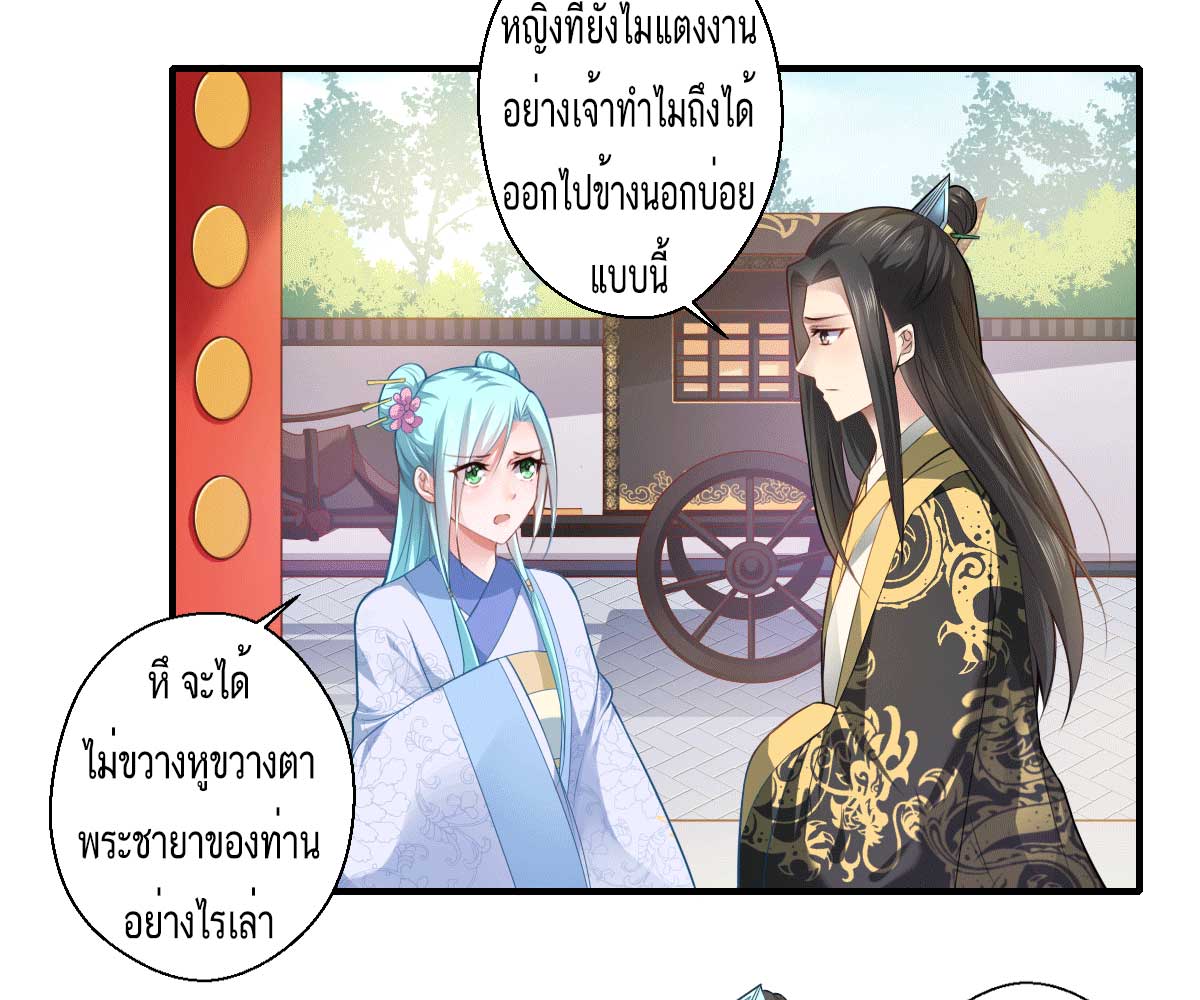 หญิงที่ยังไม่แต่งงาน
อย่างเจ้าทำไมถึงได้
ออกไปข้างนอกบ่อย
แบบนี้
หึ จะได้
ไม่ขวางหูขวางตา
พระชายาของท่าน
อย่างไรเล่า